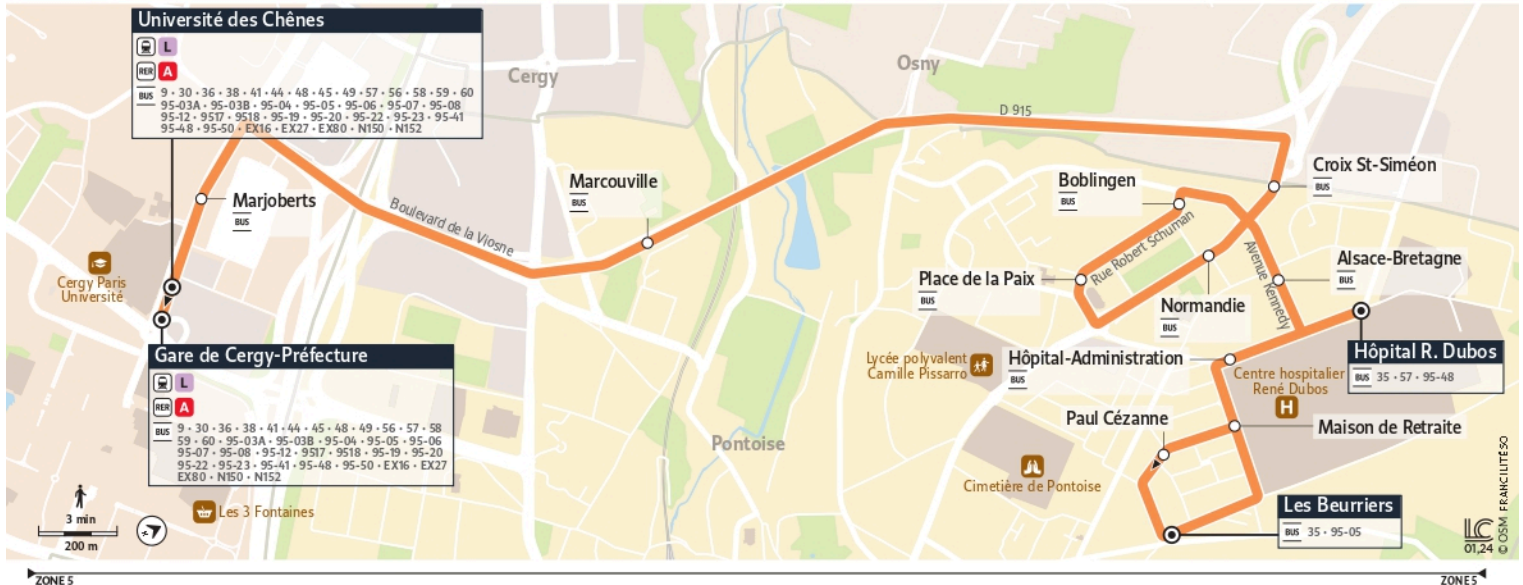 Université des Chênes
L
RER A
BUS 9 • 30 • 36 • 38 • 41 • 44 • 48 • 45 • 49 • 57 • 56 • 58 • 59 • 60
95-03A • 95-03B • 95-04 • 95-05 • 95-06 • 95-07 • 95-08
95-12 • 9517 • 9518 • 95-19 • 95-20 • 95-22 • 95-23 • 95-41
95-48 • 95-50 • EX16 • EX27 • EX80 • N150 • N152
Cergy
Osny
D 915
Marjoberts
BUS
Marcouville
BUS
Boulevard de la Viosne
Boblingen
BUS
Croix St-Siméon
BUS
Rue Robert Schuman
Avenue Kennedy
Place de la Paix
BUS
Normandie
BUS
Alsace-Bretagne
BUS
Cergy Paris
Université
Gare de Cergy-Préfecture
L
RER A
BUS 9 • 30 • 36 • 38 • 41 • 44 • 45 • 48 • 49 • 56 • 57 • 58
59 • 60 • 95-03A • 95-03B • 95-04 • 95-05 • 95-06
95-07 • 95-08 • 95-12 • 9517 • 9518 • 95-19 • 95-20
95-22 • 95-23 • 95-41 • 95-48 • 95-50 • EX16 • EX27
EX80 • N150 • N152
Lycée polyvalent
Camille Pissarro
Hôpital-Administration
BUS
Centre hospitalier
René Dubos
H
Hôpital R. Dubos
BUS 35 • 57 • 95-48
Paul Cézanne
Maison de Retraite
Pontoise
Cimetière de Pontoise
Les Beurriers
BUS 35 • 95-05
Les 3 Fontaines
3 min
200 m
LC
01,24
© OSM FRANCILITÉ SO
ZONE 5
ZONE 5